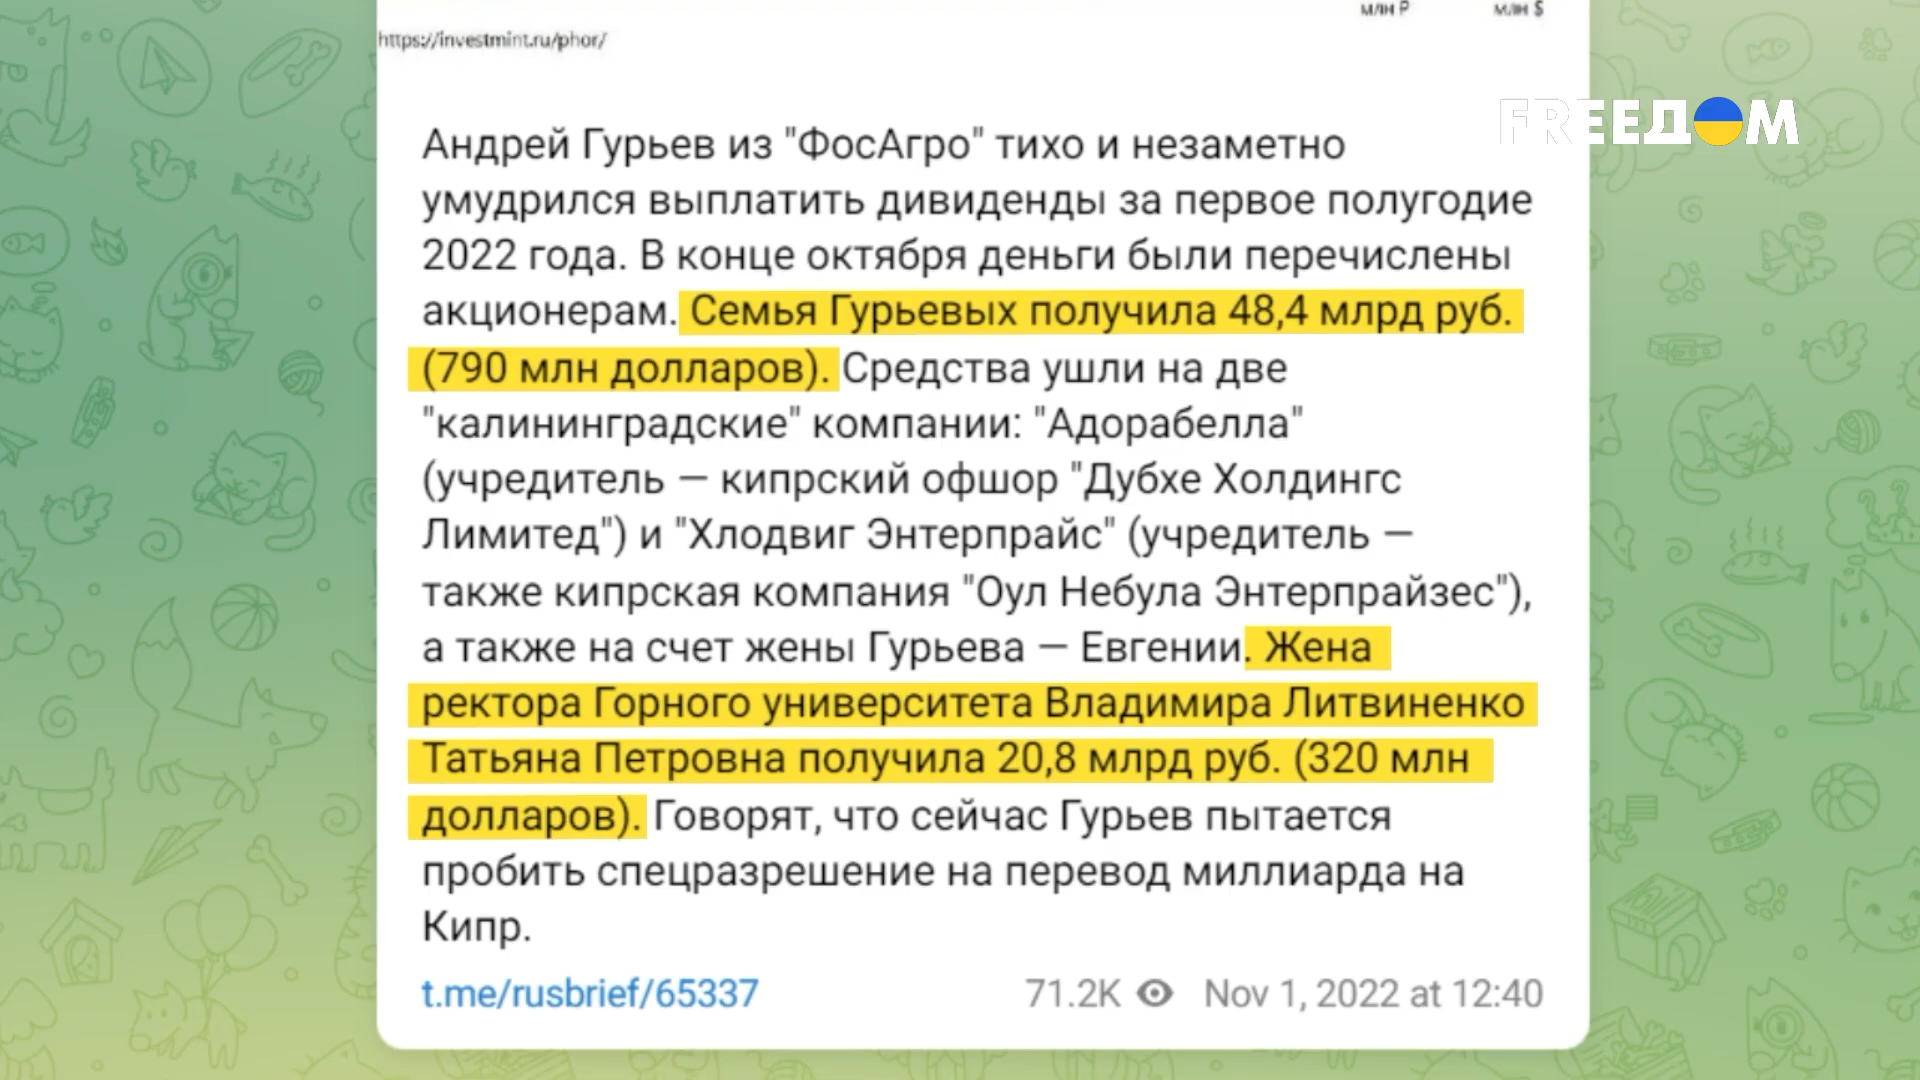 млн ₽ млн $
https://investmint.ru/phor/
FREEДОМ
Андрей Гурьев из "ФосАгро" тихо и незаметно
умудрился выплатить дивиденды за первое полугодие
2022 года. В конце октября деньги были перечислены
акционерам. Семья Гурьевых получила 48,4 млрд руб.
(790 млн долларов). Средства ушли на две
"калининградские" компании: "Адорабелла"
(учредитель — кипрский офшор "Дубхе Холдингс
Лимитед") и "Хлодвиг Энтерпрайс" (учредитель —
также кипрская компания "Оул Небула Энтерпрайзес"),
а также на счет жены Гурьева — Евгении. Жена
ректора Горного университета Владимира Литвиненко
Татьяна Петровна получила 20,8 млрд руб. (320 млн
долларов). Говорят, что сейчас Гурьев пытается
пробить спецразрешение на перевод миллиарда на
Кипр.
t.me/rusbrief/65337 71.2K Nov 1, 2022 at 12:40